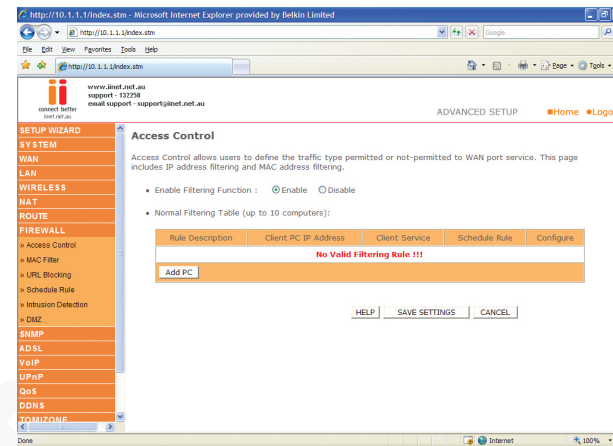 http://10.1.1.1/index.stm - Microsoft Internet Explorer provided by Belkin Limited
http://10.1.1.1/index.stm
Google
File Edit View Favorites Tools Help
http://10.1.1.1/index.stm
Page Tools
connect better
iinet.net.au
www.iinet.net.au
support - 132258
email support - support@iinet.net.au
ADVANCED SETUP
Home
Logo
SETUP WIZARD
SYSTEM
WAN
LAN
WIRELESS
NAT
ROUTE
FIREWALL
» Access Control
» MAC Filter
» URL Blocking
» Schedule Rule
» Intrusion Detection
» DMZ
SNMP
ADSL
VoIP
UPnP
QoS
DDNS
TOMIZONE
Access Control
Access Control allows users to define the traffic type permitted or not-permitted to WAN port service. This page
includes IP address filtering and MAC address filtering.
• Enable Filtering Function : Enable Disable
• Normal Filtering Table (up to 10 computers):
Rule Description Client PC IP Address Client Service Schedule Rule Configure
No Valid Filtering Rule !!!
Add PC
HELP SAVE SETTINGS CANCEL
Done
Internet
100%